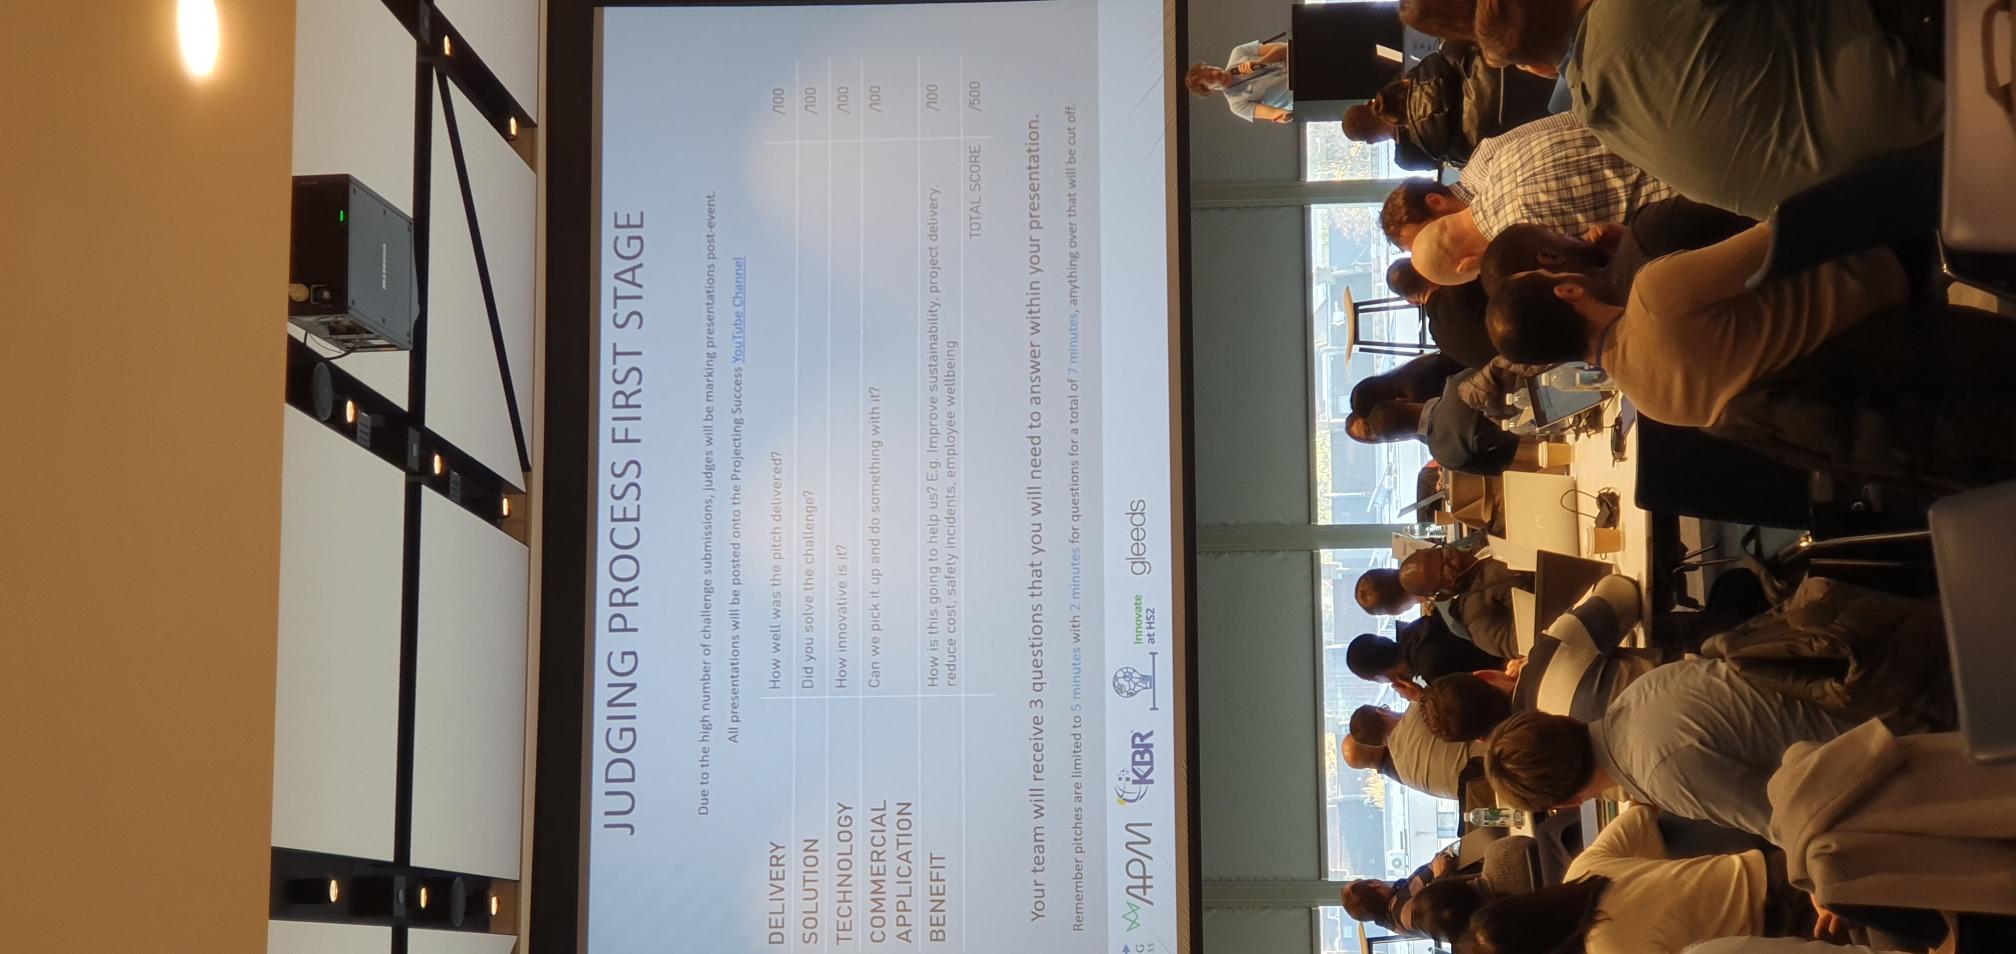 JUDGING PROCESS FIRST STAGE
Due to the high number of challenge submissions, judges will be marking presentations post-event.
All presentations will be posted onto the Projecting Success YouTube Channel
DELIVERY How well was the pitch delivered? /100
SOLUTION Did you solve the challenge? /100
TECHNOLOGY How innovative is it? /100
COMMERCIAL Can we pick it up and do something with it? /100
APPLICATION
BENEFIT How is this going to help us? E.g. Improve sustainability, project delivery, /100
reduce cost, safety incidents, employee wellbeing
TOTAL SCORE /500
Your team will receive 3 questions that you will need to answer within your presentation.
Remember pitches are limited to 5 minutes with 2 minutes for questions for a total of 7 minutes, anything over that will be cut off.
G
SS
APM
KBR
Innovate
at HS2
gleeds